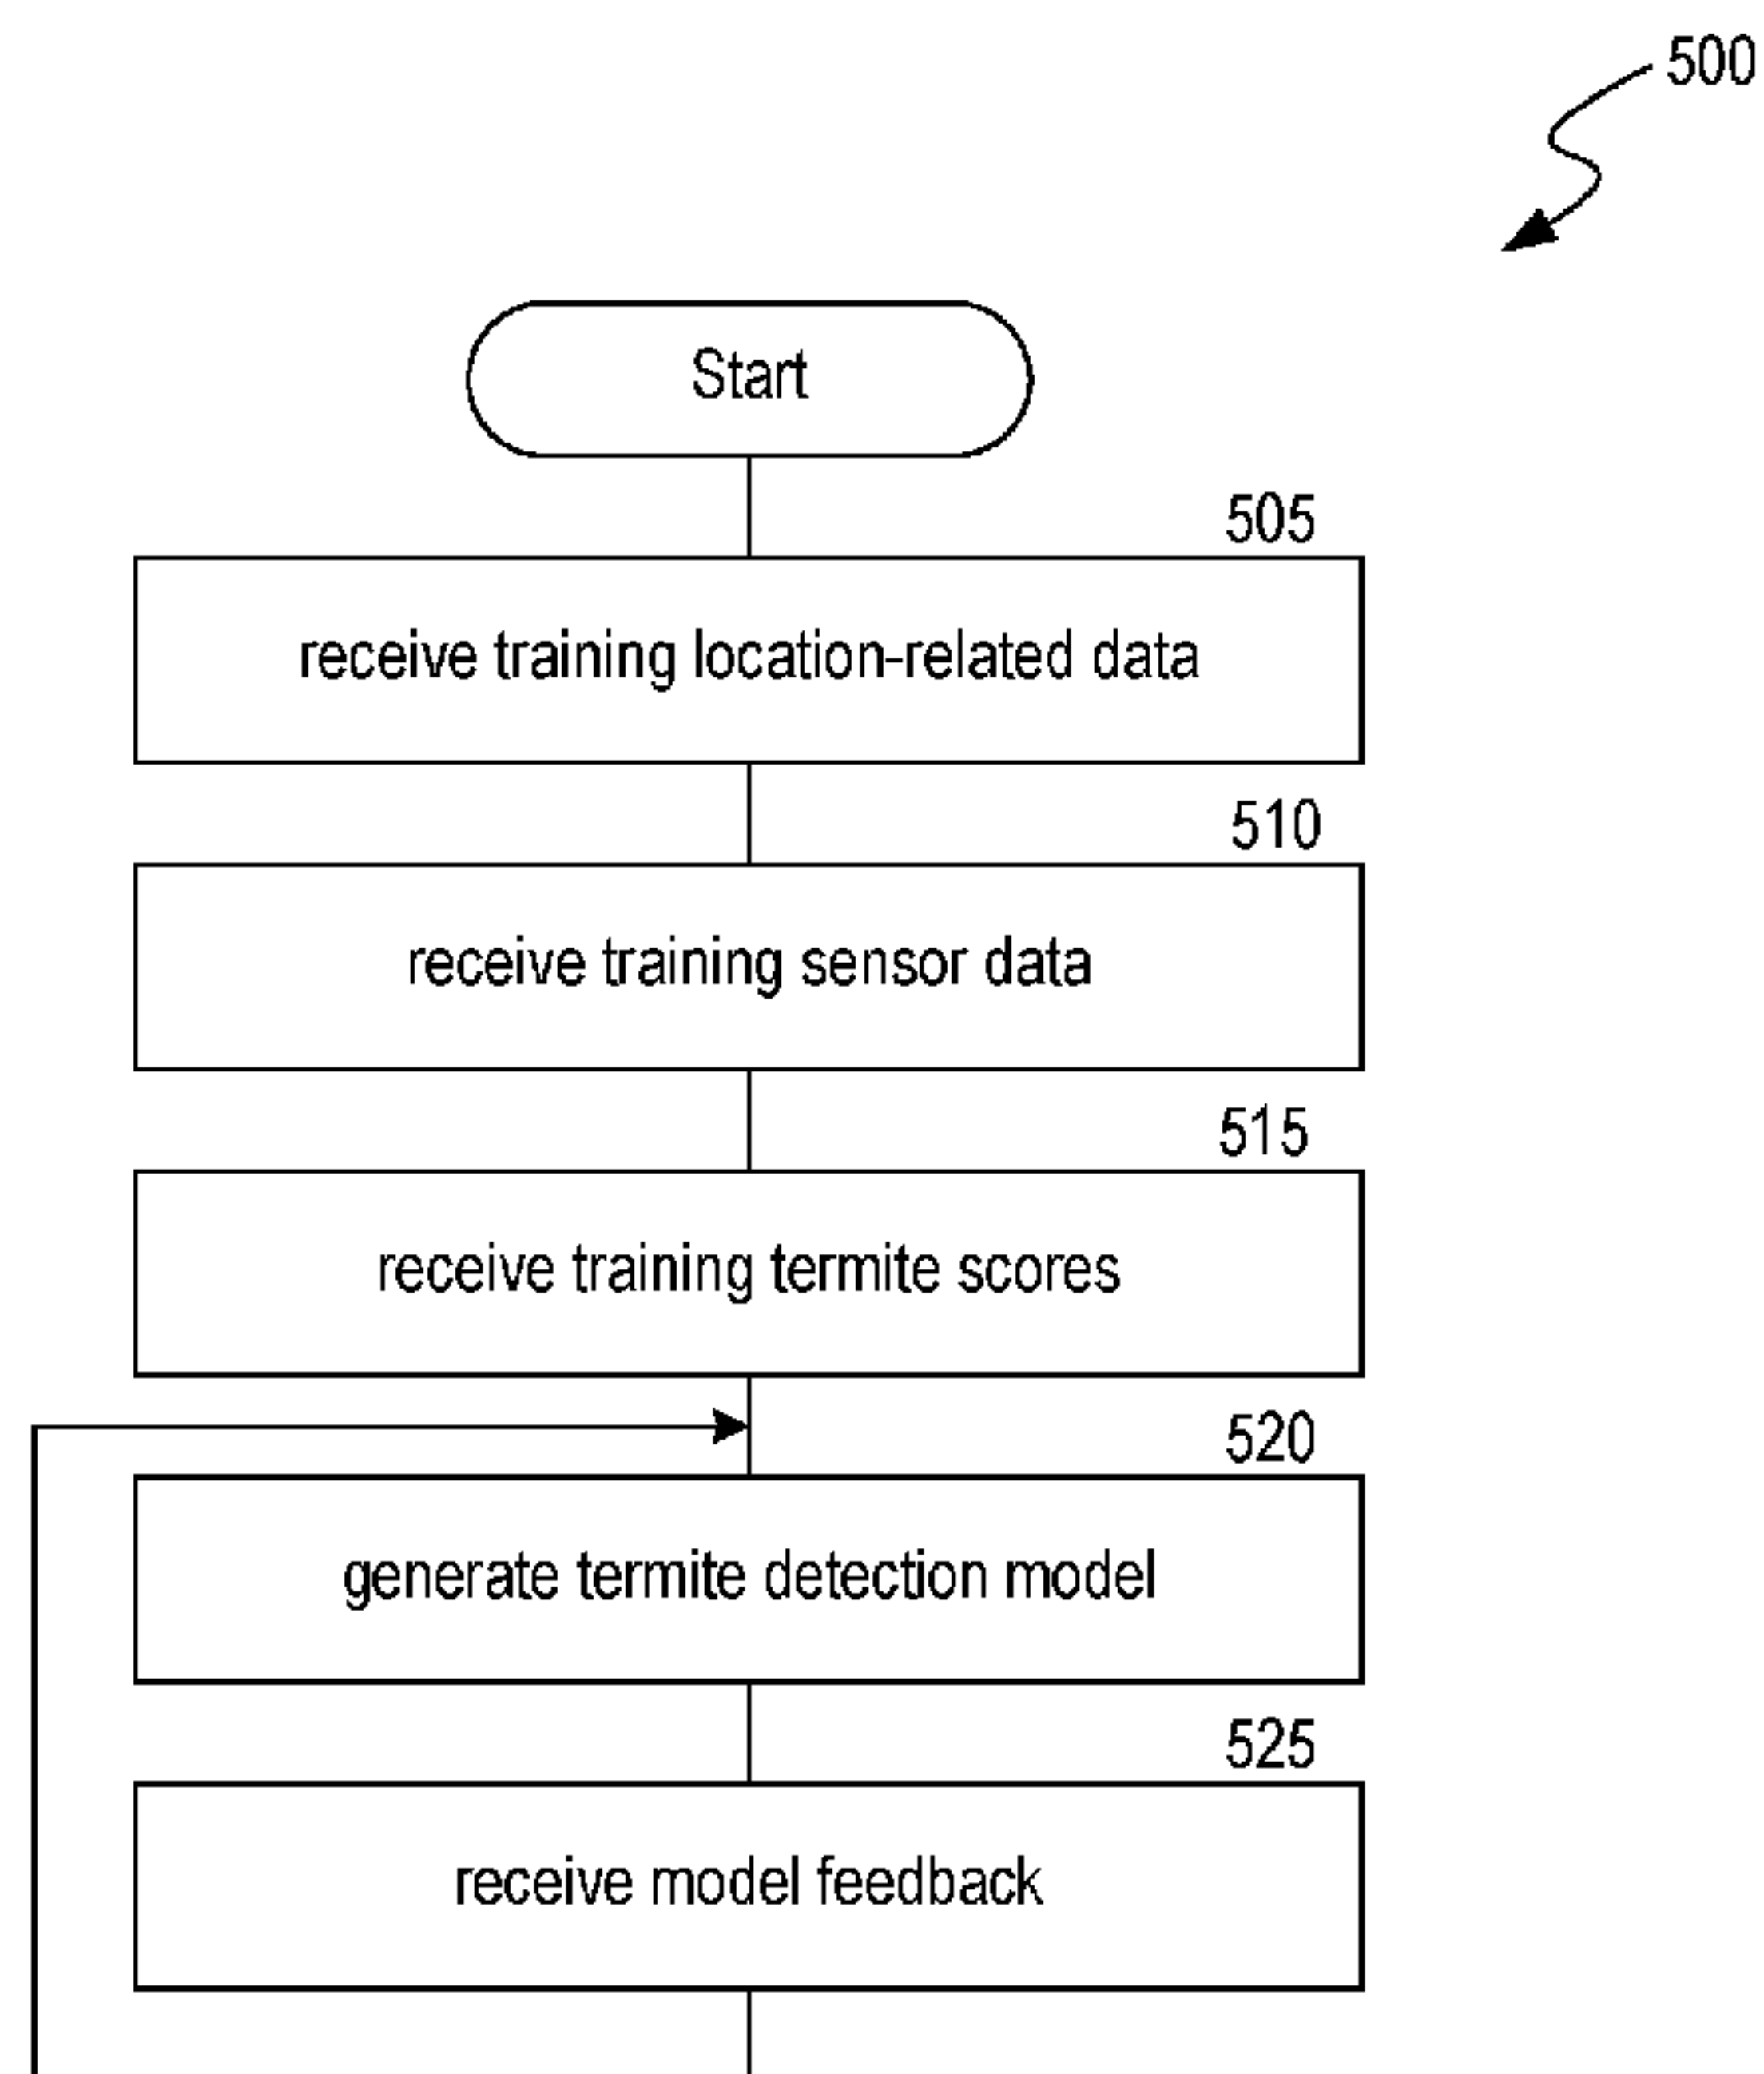 500
Start
505
receive training location-related data
510
receive training sensor data
515
receive training termite scores
520
generate termite detection model
525
receive model feedback